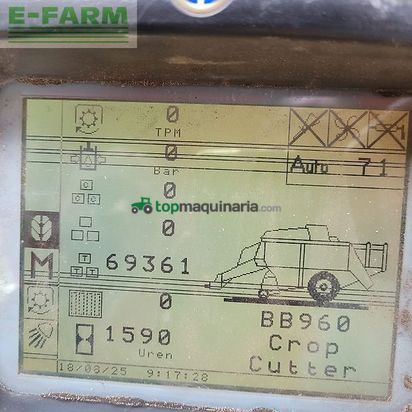 E-FARM
0
TPM
0
Bar
Auto 71
C
C C
0
topmaquinaria.com
0
M
T
T T
69361
0
BB960
1590
Crop
Uren
Cutter
18/08/25 9:17:28